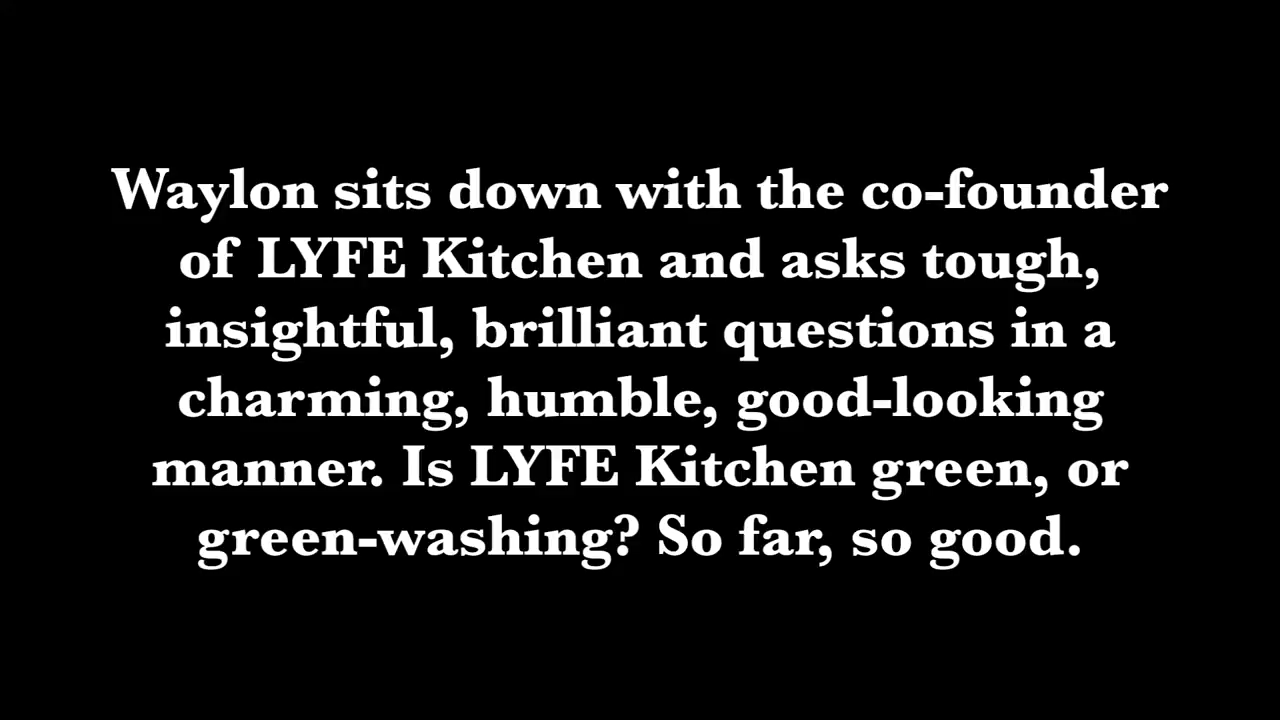 Waylon sits down with the co-founder
of LYFE Kitchen and asks tough,
insightful, brilliant questions in a
charming, humble, good-looking
manner. Is LYFE Kitchen green, or
green-washing? So far, so good.